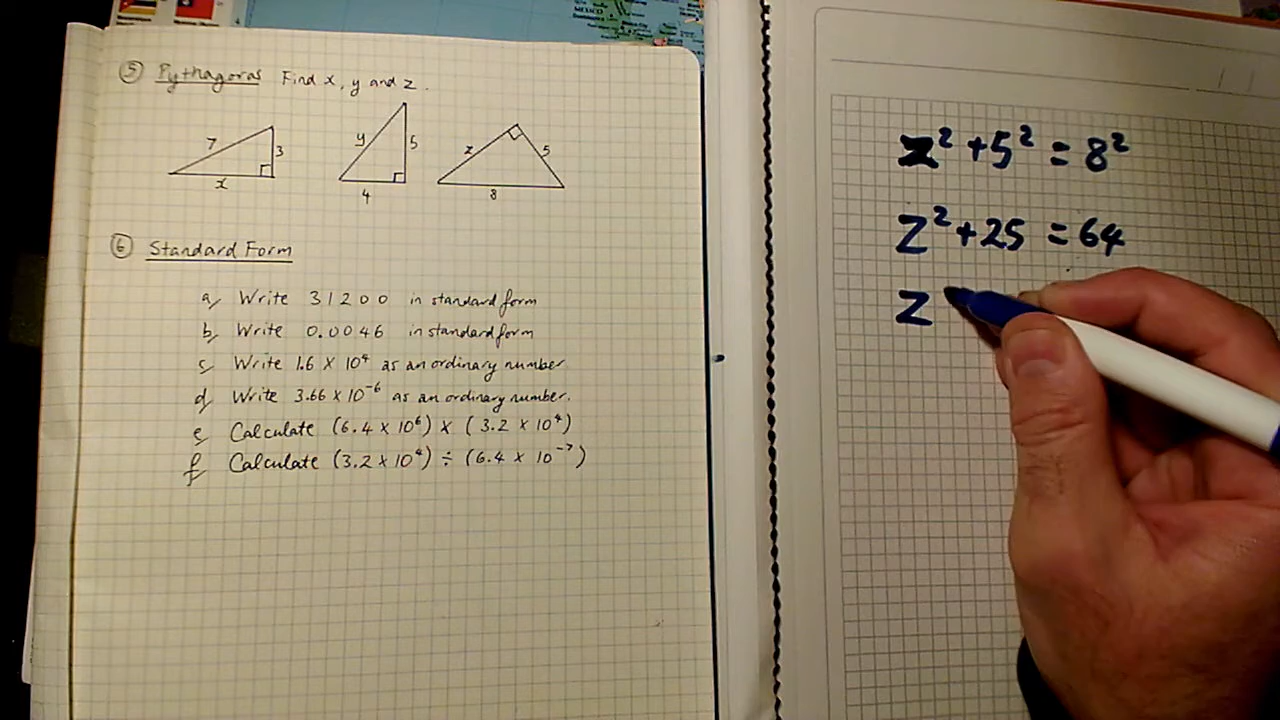 MEXICO
⑤ Pythagoras Find x, y and z.
7 3 x
y 5 4
z 5 8
⑥ Standard Form
a, Write 31200 in standard form
b, Write 0.0046 in standard form
c, Write 1.6 × 10⁴ as an ordinary number
d, Write 3.66 × 10⁻⁶ as an ordinary number.
e, Calculate (6.4 × 10⁶) × (3.2 × 10⁴)
f, Calculate (3.2 × 10⁴) ÷ (6.4 × 10⁻⁷)
z² + 5² = 8²
z² + 25 = 64
z